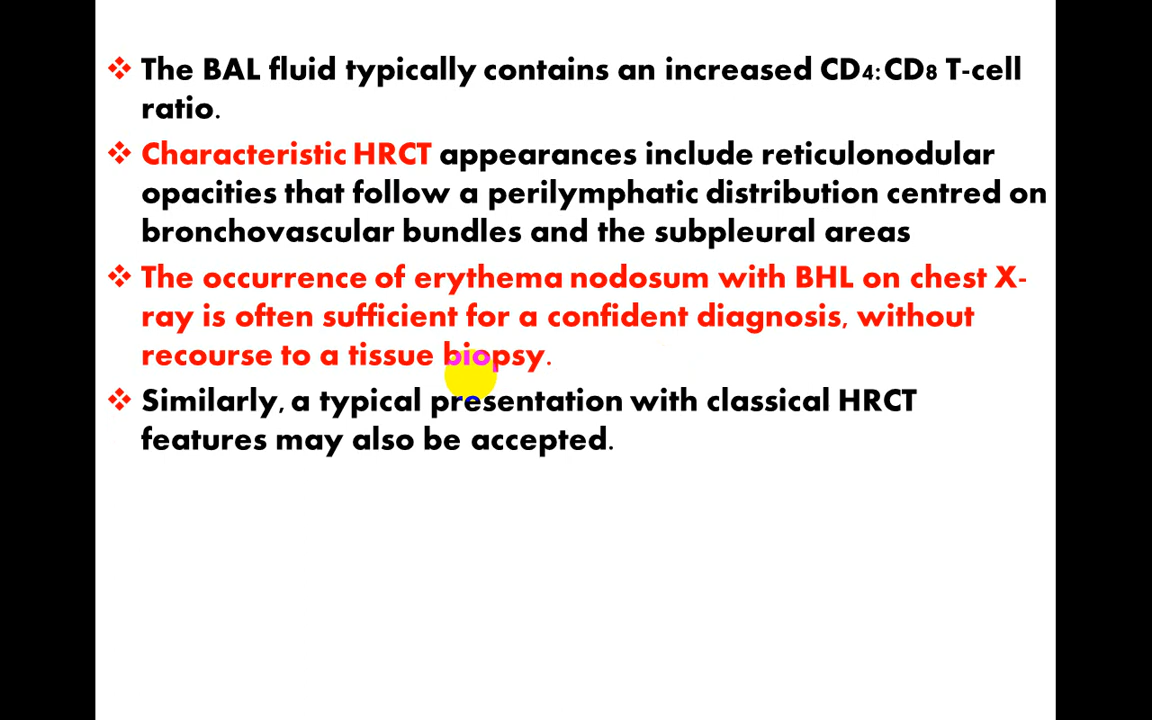 ❖ The BAL fluid typically contains an increased CD4:CD8 T-cell
ratio.
❖ Characteristic HRCT appearances include reticulonodular
opacities that follow a perilymphatic distribution centred on
bronchovascular bundles and the subpleural areas
❖ The occurrence of erythema nodosum with BHL on chest X-
ray is often sufficient for a confident diagnosis, without
recourse to a tissue biopsy.
❖ Similarly, a typical presentation with classical HRCT
features may also be accepted.